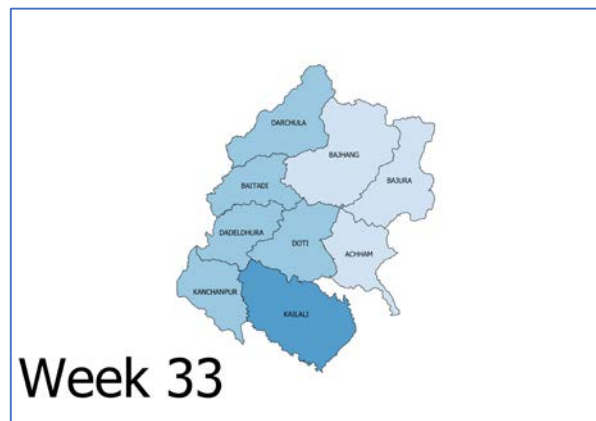 DARCHULA
BAJHANG
BAJURA
BAITADI
DADELDHURA
DOTI
ACHHAM
KANCHANPUR
KAILALI
Week 33